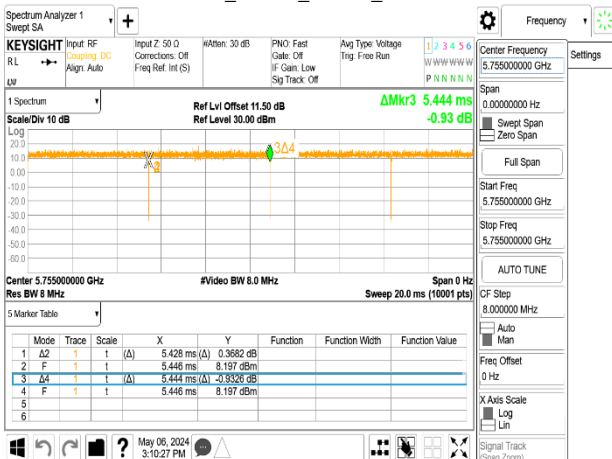 Spectrum Analyzer 1
Swept SA
+
Frequency
KEYSIGHT Input: RF Input Z: 50 Ω #Atten: 30 dB PNO: Fast Avg Type: Voltage 1 2 3 4 5 6
RL Coupling: DC Corrections: Off Gate: Off Trig: Free Run W W W W W W
Align: Auto Freq Ref: Int (S) IF Gain: Low
Sig Track: Off P N N N N N
1 Spectrum
Scale/Div 10 dB
Ref Lvl Offset 11.50 dB
Ref Level 30.00 dBm
ΔMkr3 5.444 ms
-0.93 dB
Log
20.0
10.0
0.00
-10.0
-20.0
-30.0
-40.0
-50.0
-60.0
3Δ4
Center 5.755000000 GHz #Video BW 8.0 MHz Span 0 Hz
Res BW 8 MHz Sweep 20.0 ms (10001 pts)
5 Marker Table
Mode Trace Scale X Y Function Function Width Function Value
1 Δ2 1 t (Δ) 5.428 ms (Δ) 0.3682 dB
2 F 1 t 5.446 ms 8.197 dBm
3 Δ4 1 t (Δ) 5.444 ms (Δ) -0.9326 dB
4 F 1 t 5.446 ms 8.197 dBm
5
6
?
May 06, 2024
3:10:27 PM
Center Frequency
5.755000000 GHz
Settings
Span
0.00000000 Hz
Swept Span
Zero Span
Full Span
Start Freq
5.755000000 GHz
Stop Freq
5.755000000 GHz
AUTO TUNE
CF Step
8.000000 MHz
Auto
Man
Freq Offset
0 Hz
X Axis Scale
Log
Lin
Signal Track
(Span Zoom)